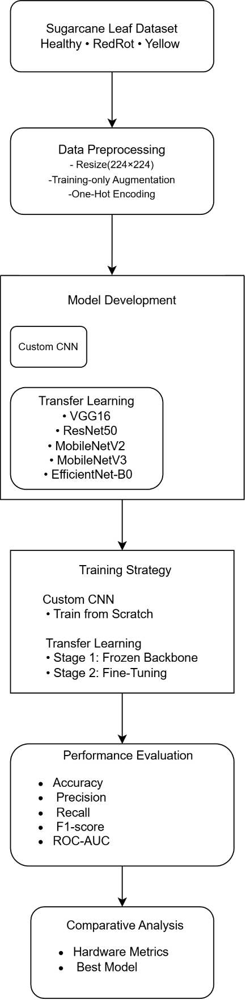 Sugarcane Leaf Dataset
Healthy • RedRot • Yellow
Data Preprocessing
- Resize(224×224)
-Training-only Augmentation
-One-Hot Encoding
Model Development
Custom CNN
Transfer Learning
• VGG16
• ResNet50
• MobileNetV2
• MobileNetV3
• EfficientNet-B0
Training Strategy
Custom CNN
• Train from Scratch
Transfer Learning
• Stage 1: Frozen Backbone
• Stage 2: Fine-Tuning
Performance Evaluation
• Accuracy
• Precision
• Recall
• F1-score
• ROC-AUC
Comparative Analysis
• Hardware Metrics
• Best Model